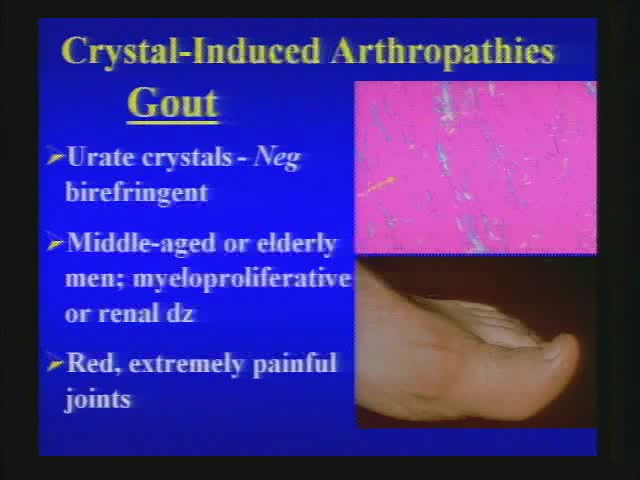 Crystal-Induced Arthropathies
Gout
Urate crystals - Neg
birefringent
Middle-aged or elderly
men; myeloproliferative
or renal dz
Red, extremely painful
joints